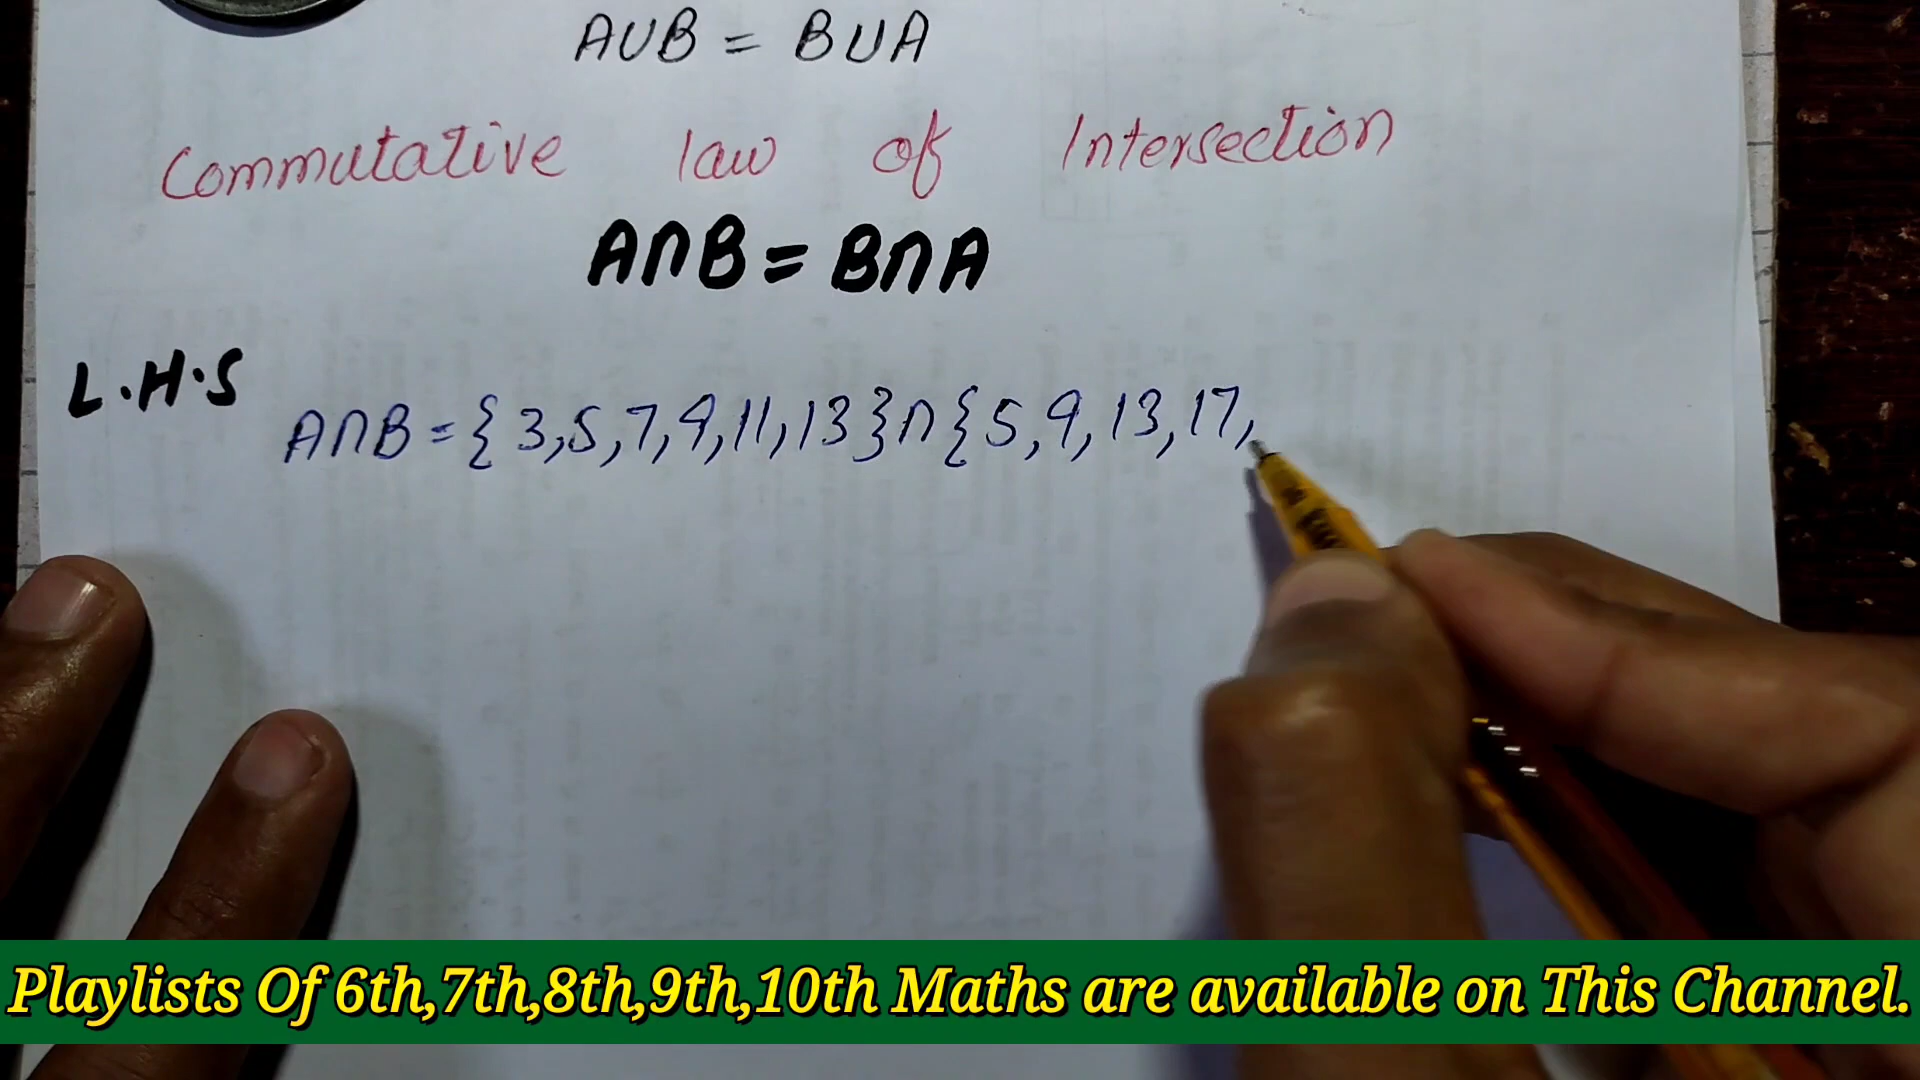 A∪B = B∪A
Commutative law of Intersection
A∩B = B∩A
L.H.S
A∩B = { 3,5,7,9,11,13 } ∩ { 5,9,13,17,
Playlists Of 6th,7th,8th,9th,10th Maths are available on This Channel.